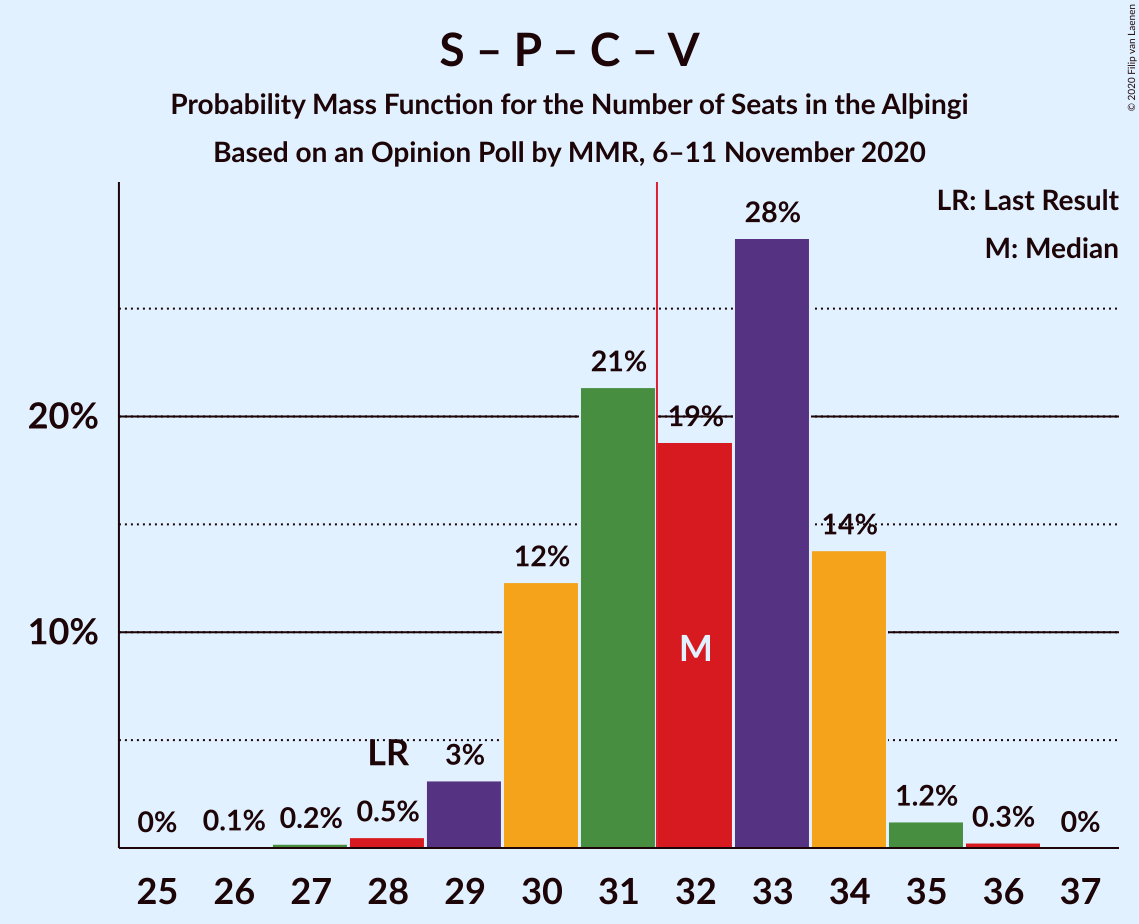 S – P – C – V
Probability Mass Function for the Number of Seats in the Alþingi
Based on an Opinion Poll by MMR, 6–11 November 2020
© 2020 Filip van Laenen
LR: Last Result
M: Median
28%
21%
20%
19%
14%
12%
10%
M
LR
3%
0%
0.1%
0.2%
0.5%
1.2%
0.3%
0%
25 26 27 28 29 30 31 32 33 34 35 36 37